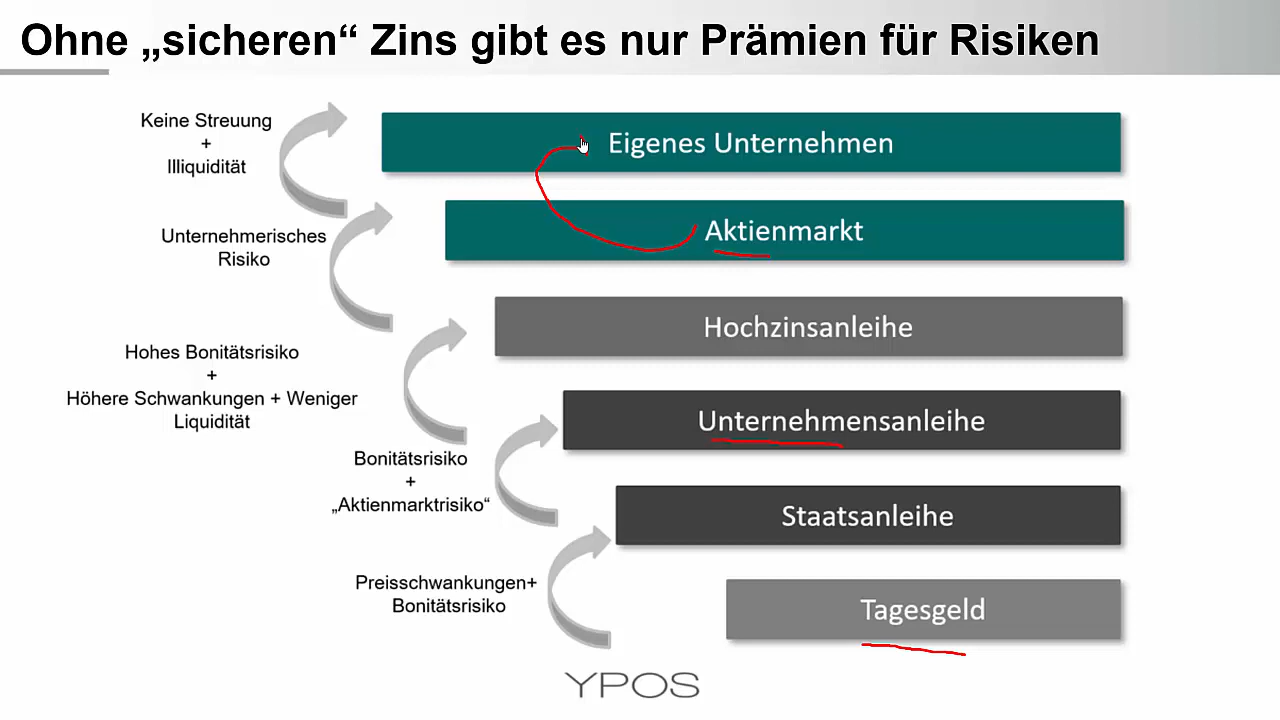 Ohne „sicheren“ Zins gibt es nur Prämien für Risiken
Keine Streuung
+
Illiquidität
Eigenes Unternehmen
Unternehmerisches
Risiko
Aktienmarkt
Hohes Bonitätsrisiko
+
Höhere Schwankungen + Weniger
Liquidität
Hochzinsanleihe
Bonitätsrisiko
+
„Aktienmarktrisiko“
Unternehmensanleihe
Preisschwankungen+
Bonitätsrisiko
Staatsanleihe
Tagesgeld
YPOS